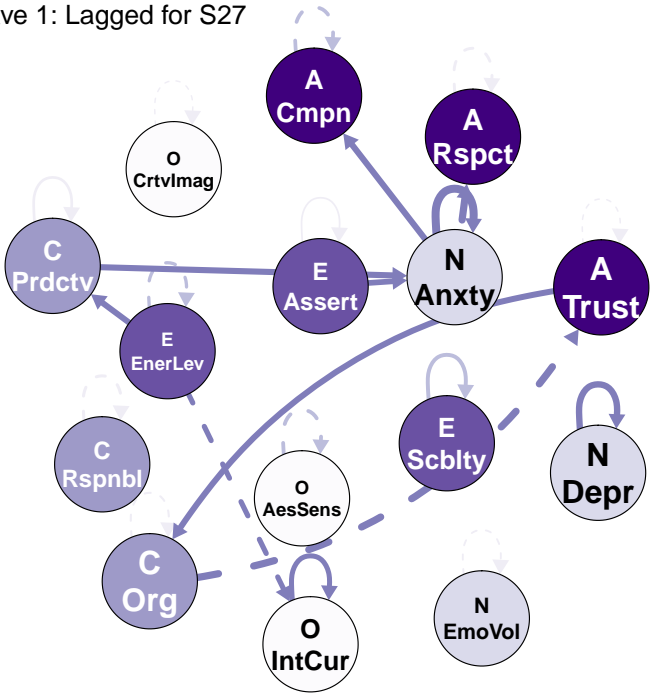 ve 1: Lagged for S27
A
Cmpn
A
Rspct
O
CrtvImag
C
Prdctv
E
Assert
N
Anxty
A
Trust
E
EnerLev
E
Scblty
C
Rspnbl
N
Depr
O
AesSens
C
Org
N
EmoVol
O
IntCur